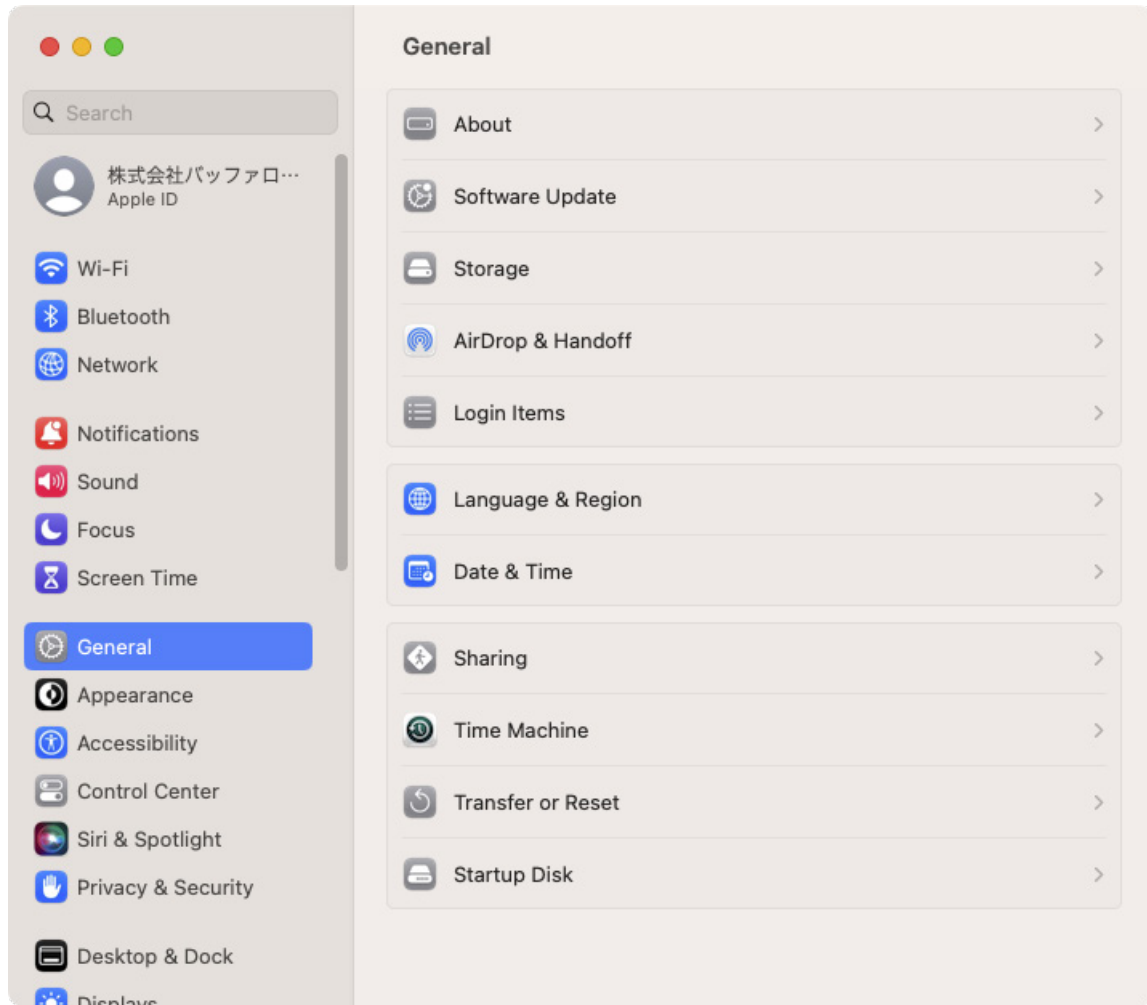 General
Search
株式会社バッファロ…
Apple ID
Wi-Fi
Bluetooth
Network
Notifications
Sound
Focus
Screen Time
General
Appearance
Accessibility
Control Center
Siri & Spotlight
Privacy & Security
Desktop & Dock
Displays
About
Software Update
Storage
AirDrop & Handoff
Login Items
Language & Region
Date & Time
Sharing
Time Machine
Transfer or Reset
Startup Disk